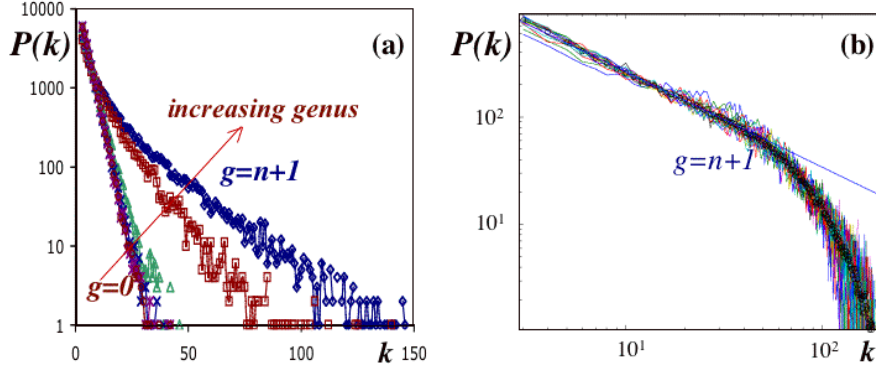 P(k)
(a)
10000
1000
100
10
1
increasing genus
g=n+1
g=0
0
50
100
150
k
P(k)
(b)
10²
10¹
g=n+1
10¹
10²
k